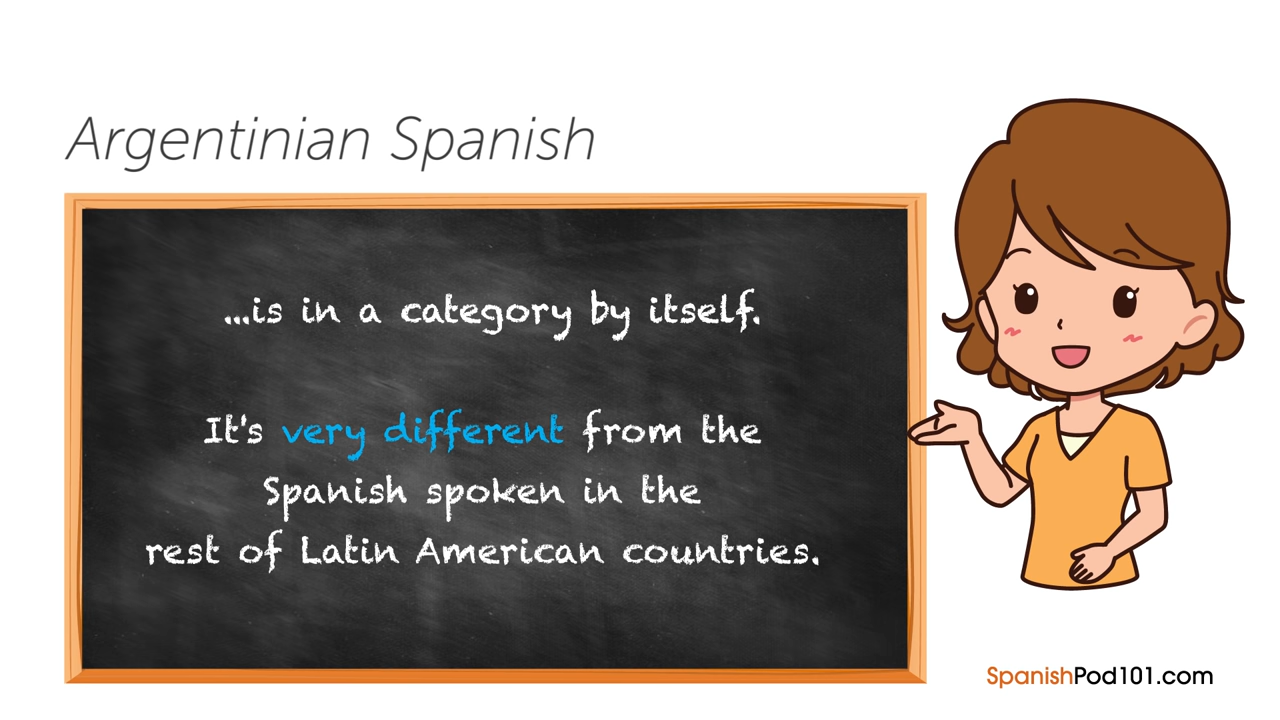 Argentinian Spanish
...is in a category by itself.
It's very different from the
Spanish spoken in the
rest of Latin American countries.
SpanishPod101.com